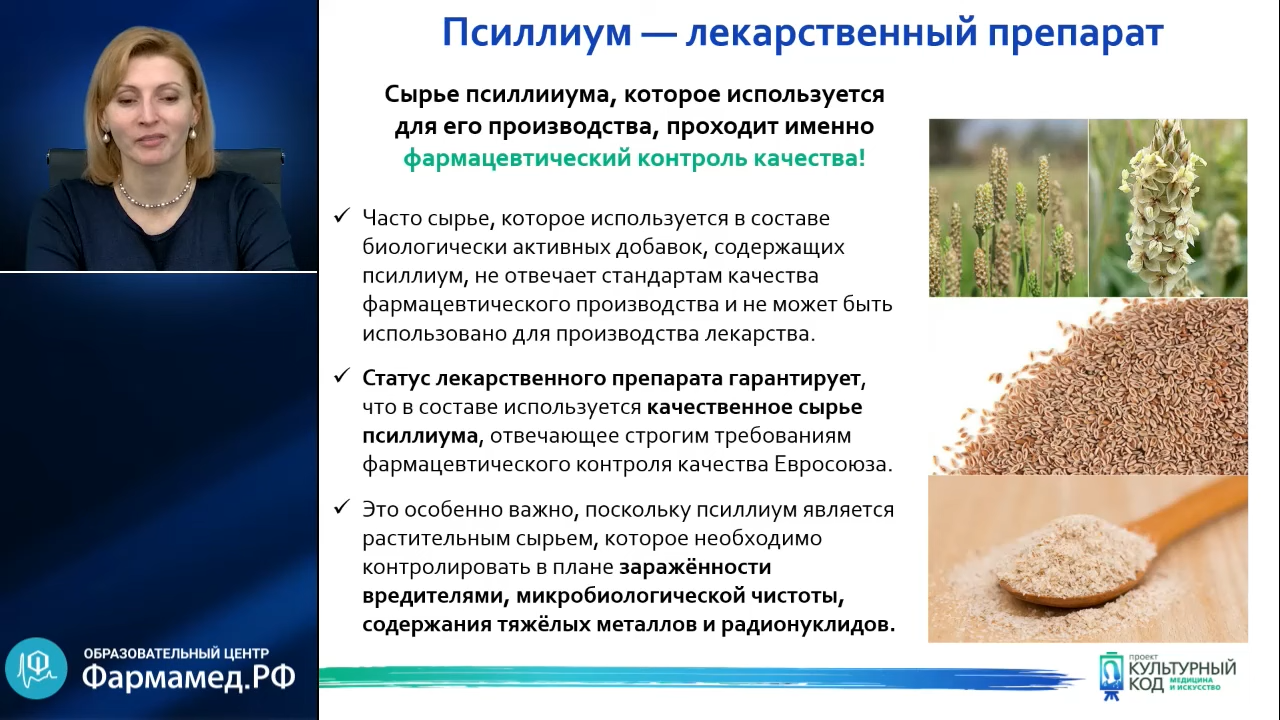 Псиллиум — лекарственный препарат
Сырье псиллииума, которое используется
для его производства, проходит именно
фармацевтический контроль качества!
✓ Часто сырье, которое используется в составе
биологически активных добавок, содержащих
псиллиум, не отвечает стандартам качества
фармацевтического производства и не может быть
использовано для производства лекарства.
✓ Статус лекарственного препарата гарантирует,
что в составе используется качественное сырье
псиллиума, отвечающее строгим требованиям
фармацевтического контроля качества Евросоюза.
✓ Это особенно важно, поскольку псиллиум является
растительным сырьем, которое необходимо
контролировать в плане заражённости
вредителями, микробиологической чистоты,
содержания тяжёлых металлов и радионуклидов.
ОБРАЗОВАТЕЛЬНЫЙ ЦЕНТР
Фармамед.РФ
проект
КУЛЬТУРНЫЙ
КОД
МЕДИЦИНА
И ИСКУССТВО